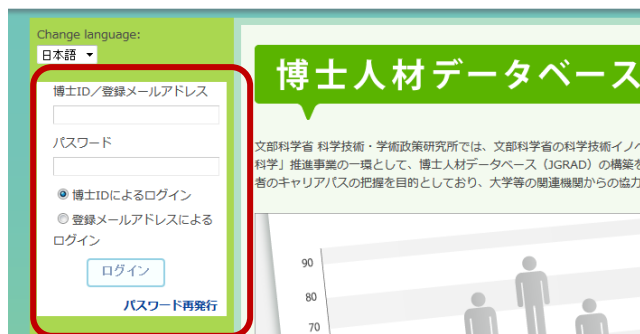 Change language:
日本語
博士ID／登録メールアドレス
パスワード
博士IDによるログイン
登録メールアドレスによる
ログイン
ログイン
パスワード再発行
博士人材データベース
文部科学省 科学技術・学術政策研究所では、文部科学省の科学技術イノベ
科学」推進事業の一環として、博士人材データベース（JGRAD）の構築を
者のキャリアパスの把握を目的としており、大学等の関連機関からの協力
90
80
70